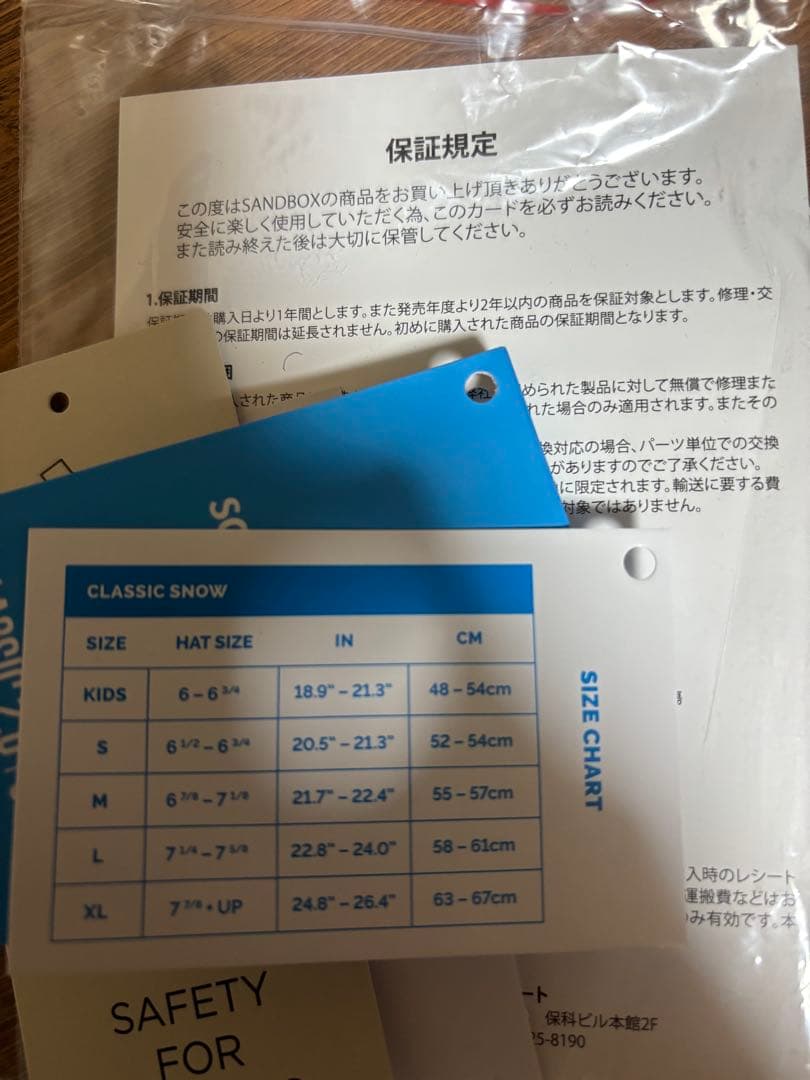 保証規定
この度はSANDBOXの商品をお買い上げ頂きありがとうございます。
安全に楽しく使用していただく為、このカードを必ずお読みください。
また読み終えた後は大切に保管してください。
1.保証期間
購入日より1年間とします。また発売年度より2年以内の商品を保証対象とします。修理・交
の保証期間は延長されません。初めに購入された商品の保証期間となります。
囲
された商
められた製品に対して無償で修理また
れた場合のみ適用されます。またその
換対応の場合、パーツ単位での交換
がありますのでご了承ください。
に限定されます。輸送に要する費
対象ではありません。
CLASSIC SNOW
SIZE HAT SIZE IN CM
KIDS 6 – 6 3/4 18.9" – 21.3" 48 – 54cm
S 6 1/2 – 6 3/4 20.5" – 21.3" 52 – 54cm
M 6 7/8 – 7 1/8 21.7" – 22.4" 55 – 57cm
L 7 1/4 – 7 5/8 22.8" – 24.0" 58 – 61cm
XL 7 7/8 + UP 24.8" – 26.4" 63 – 67cm
SIZE CHART
入時のレシート
運搬費などはお
み有効です。本
ート
保科ビル本館2F
25-8190
SAFETY
FOR